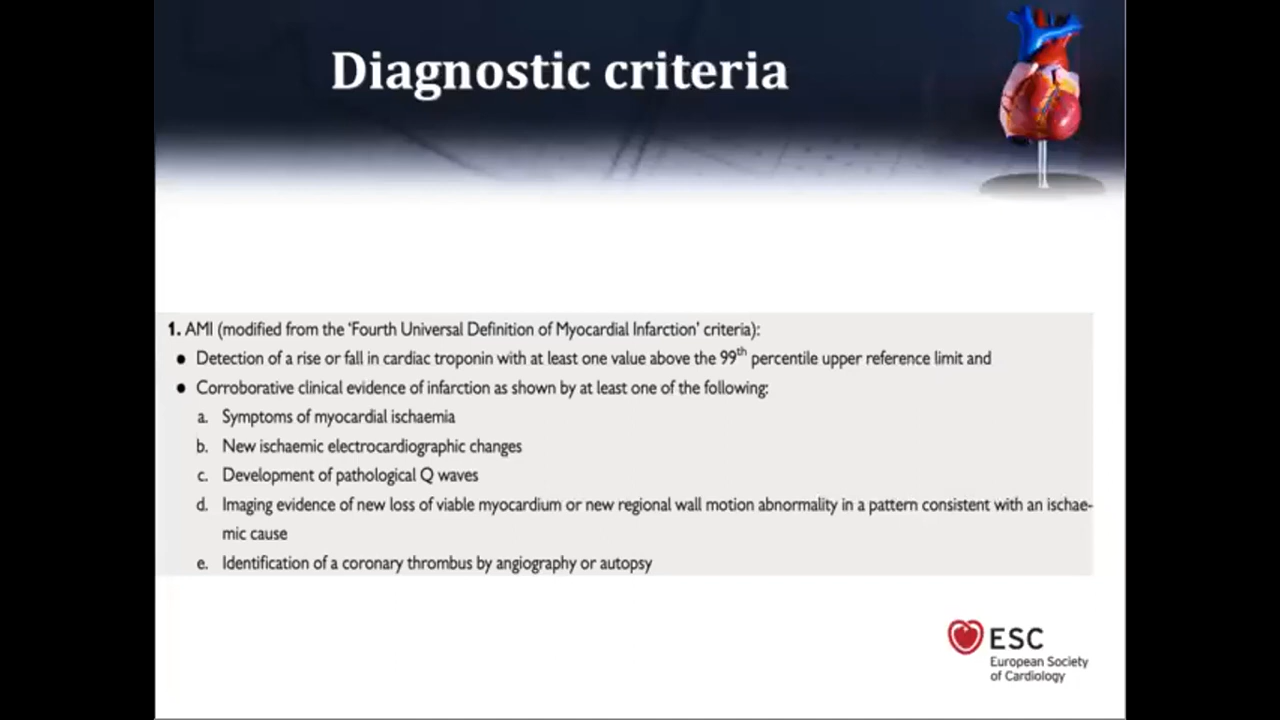 Diagnostic criteria
1. AMI (modified from the 'Fourth Universal Definition of Myocardial Infarction' criteria):
● Detection of a rise or fall in cardiac troponin with at least one value above the 99th percentile upper reference limit and
● Corroborative clinical evidence of infarction as shown by at least one of the following:
a. Symptoms of myocardial ischaemia
b. New ischaemic electrocardiographic changes
c. Development of pathological Q waves
d. Imaging evidence of new loss of viable myocardium or new regional wall motion abnormality in a pattern consistent with an ischae-
mic cause
e. Identification of a coronary thrombus by angiography or autopsy
ESC
European Society
of Cardiology